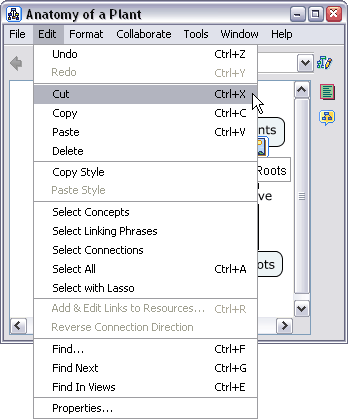 Anatomy of a Plant
File Edit Format Collaborate Tools Window Help
Undo Ctrl+Z
Redo Ctrl+Y
Cut Ctrl+X
Copy Ctrl+C
Paste Ctrl+V
Delete
Copy Style
Paste Style
Select Concepts
Select Linking Phrases
Select Connections
Select All Ctrl+A
Select with Lasso
Add & Edit Links to Resources... Ctrl+R
Reverse Connection Direction
Find... Ctrl+F
Find Next Ctrl+G
Find In Views Ctrl+E
Properties...
nts
Roots
ve
ots